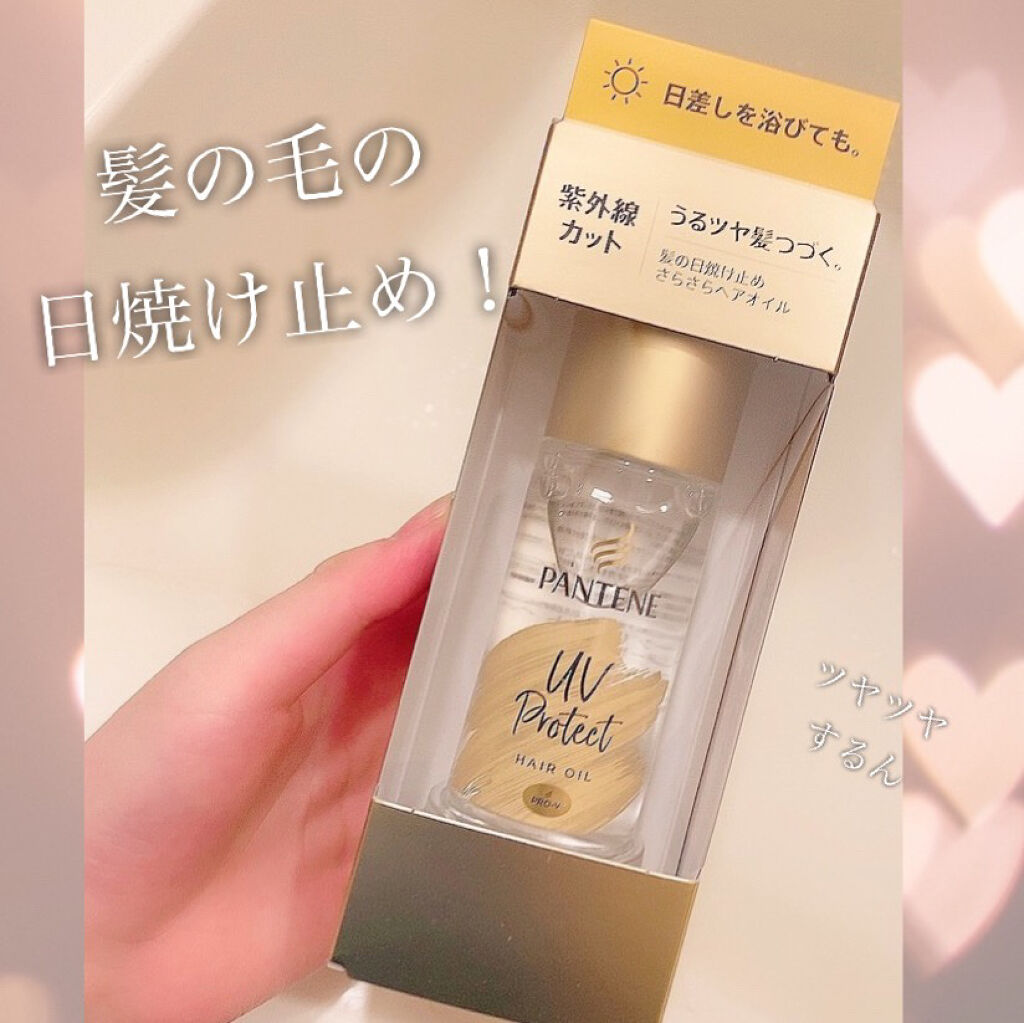 髪の毛の
日焼け止め！
日差しを浴びても。
紫外線
カット
うるツヤ髪つづく。
髪の日焼け止め
さらさらヘアオイル
PANTENE
UV
Protect
HAIR OIL
PRO-V
ツヤツヤ
するん